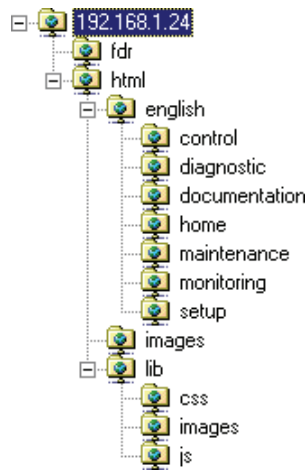 192.168.1.24
fdr
html
english
control
diagnostic
documentation
home
maintenance
monitoring
setup
images
lib
css
images
js